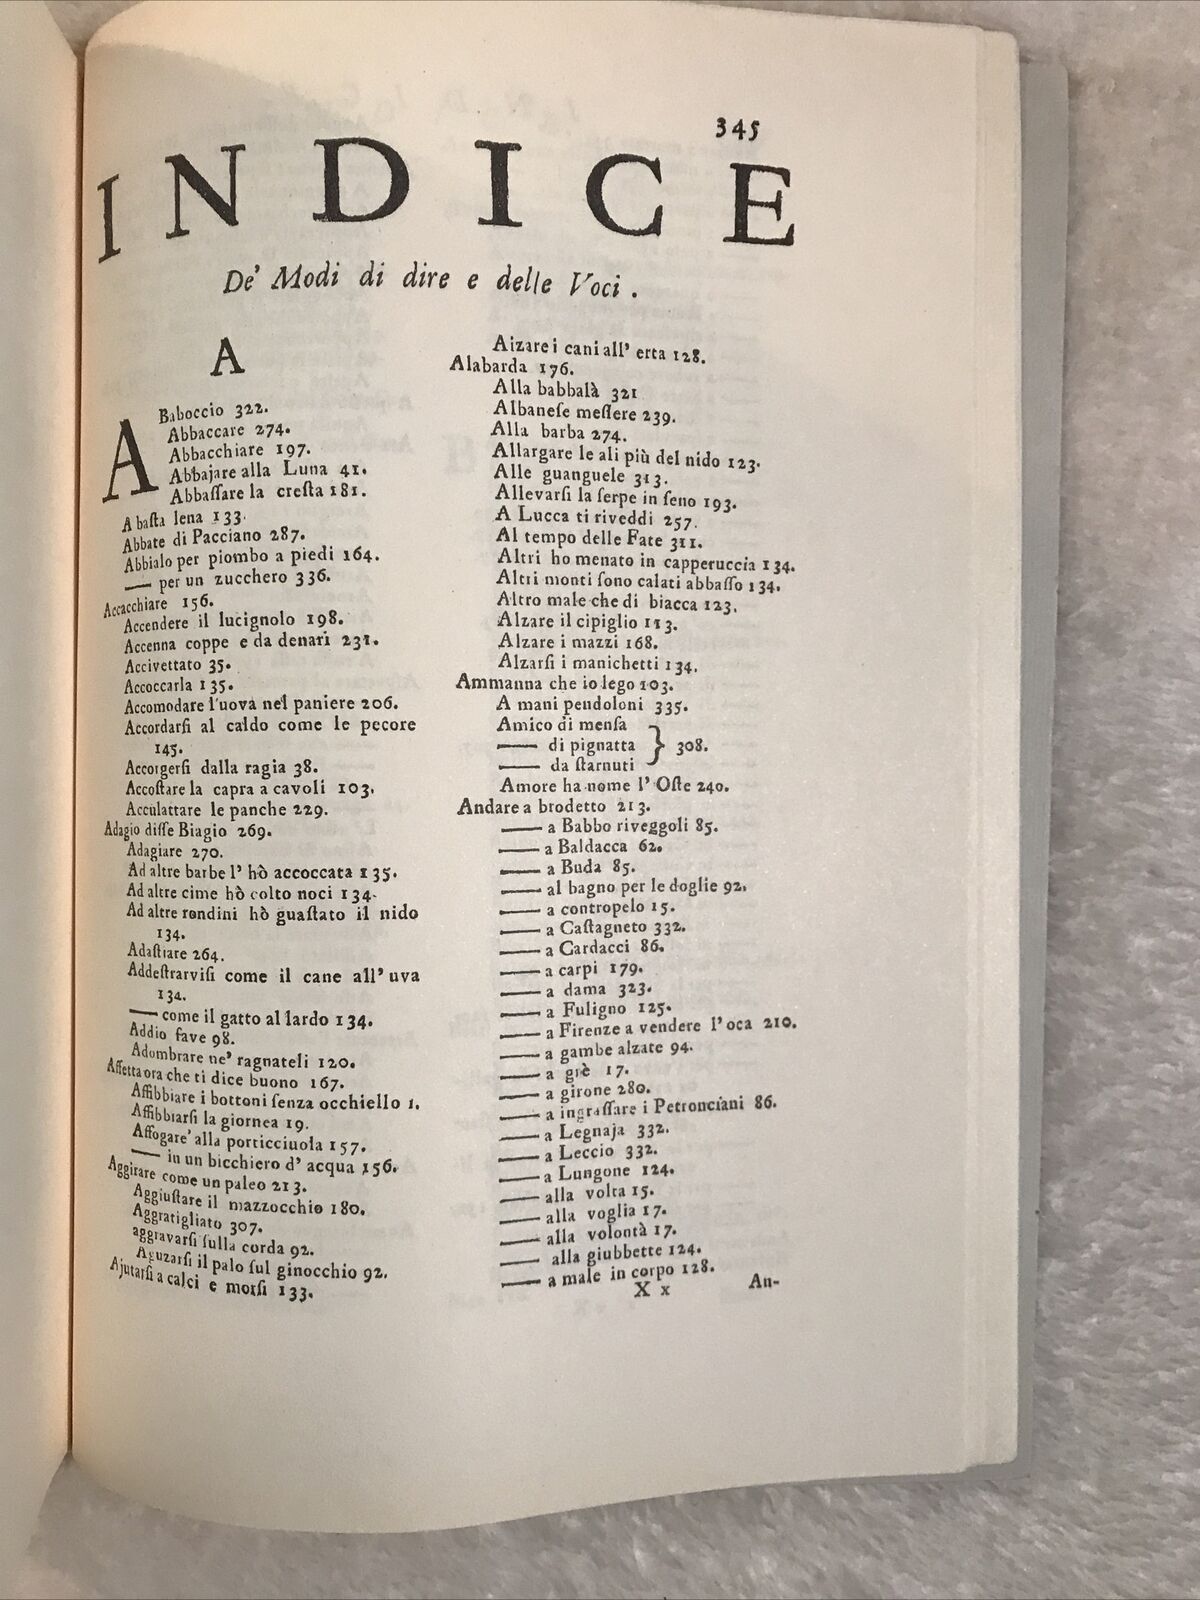 345
INDICE
De' Modi di dire e delle Voci .
A
ABaboccio 322.
Abbaccare 274.
Abbacchiare 197.
Abbajare alla Luna 41.
Abbaſſare la creſta 181.
A baſta lena 133.
Abbate di Pacciano 287.
Abbialo per piombo a piedi 164.
—— per un zucchero 336.
Accacchiare 156.
Accendere il lucignolo 198.
Accenna coppe e da denari 231.
Accivettato 35.
Accoccarla 135.
Accomodare l'uova nel paniere 206.
Accordarſi al caldo come le pecore
145.
Accorgerſi dalla ragia 38.
Accoſtare la capra a cavoli 103.
Acculattare le panche 229.
Adagio diſſe Biagio 269.
Adagiare 270.
Ad altre barbe l' hò accoccata 135.
Ad altre cime hò colto noci 134.
Ad altre rondini hò guaſtato il nido
134.
Adaſtiare 264.
Addeſtrarviſi come il cane all' uva
134.
—— come il gatto al lardo 134.
Addio fave 98.
Adombrare ne' ragnateli 120.
Affetta ora che ti dice buono 167.
Affibbiare i bottoni ſenza occhiello 1.
Affibbiarſi la giornea 19.
Affogare' alla porticciuola 157.
—— in un bicchiero d' acqua 156.
Aggirare come un paleo 213.
Aggiuſtare il mazzocchio 180.
Aggratigliato 307.
aggravarſi ſulla corda 92.
Aguzarſi il palo ſul ginocchio 92.
Ajutarſi a calci e morſi 133.
Aizare i cani all' erta 128.
Alabarda 176.
Alla babbalà 321
Albaneſe meſſere 239.
Alla barba 274.
Allargare le ali più del nido 123.
Alle guanguele 313.
Allevarſi la ſerpe in ſeno 193.
A Lucca ti riveddi 257.
Al tempo delle Fate 311.
Altri ho menato in capperuccia 134.
Altri monti ſono calati abbaſſo 134.
Altro male che di biacca 123.
Alzare il cipiglio 113.
Alzare i mazzi 168.
Alzarſi i manichetti 134.
Ammanna che io lego 103.
A mani pendoloni 335.
Amico di menſa
—— di pignatta } 308.
—— da ſtarnuti
Amore ha nome l' Oſte 240.
Andare a brodetto 213.
—— a Babbo riveggoli 85.
—— a Baldacca 62.
—— a Buda 85.
—— al bagno per le doglie 92.
—— a contropelo 15.
—— a Caſtagneto 332.
—— a Cardacci 86.
—— a carpi 179.
—— a dama 323.
—— a Fuligno 125.
—— a Firenze a vendere l' oca 210.
—— a gambe alzate 94.
—— a giè 17.
—— a girone 280.
—— a ingraſſare i Petronciani 86.
—— a Legnaja 332.
—— a Leccio 332.
—— a Lungone 124.
—— alla volta 15.
—— alla voglia 17.
—— alla volontà 17.
—— alla giubbette 124.
—— a male in corpo 128.
X x
An-